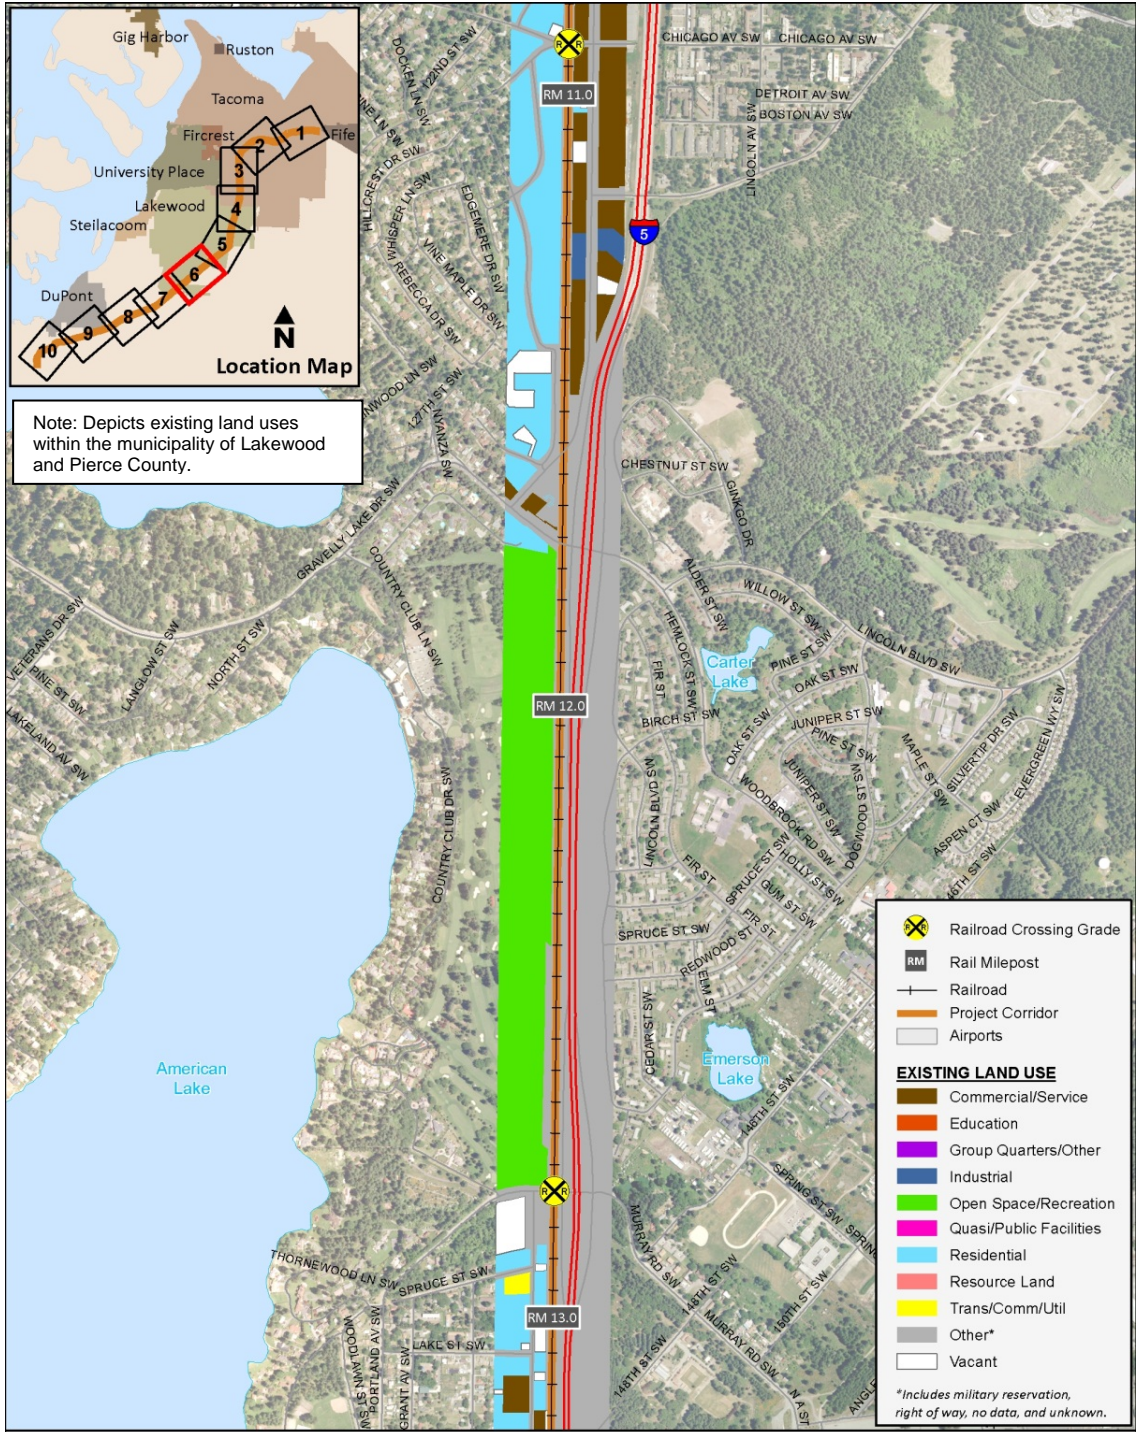 Gig Harbor
Ruston
Tacoma
Fircrest
Fife
University Place
Lakewood
Steilacoom
DuPont
1
2
3
4
5
6
7
8
9
10
N
Location Map
Note: Depicts existing land uses
within the municipality of Lakewood
and Pierce County.
DOCKEN LN SW
122ND ST SW
HILLCREST DR SW
WHISPER LN SW
EDGEMERE DR SW
VINE MAPLE DR SW
REBECCA DR SW
127TH ST SW
NYANZA SW
GRAVELLY LAKE DR SW
COUNTRY CLUB LN SW
VETERANS DR SW
PINE ST SW
LANGLOW ST SW
NORTH ST SW
LAKELAND AV SW
COUNTRY CLUB DR SW
American
Lake
THORNEWOOD LN SW
SPRUCE ST SW
WOODLAWN ST SW
PORTLAND AV SW
GRANT AV SW
LAKE ST SW
R R
RM 11.0
5
RM 12.0
R R
RM 13.0
CHICAGO AV SW
CHICAGO AV SW
DETROIT AV SW
BOSTON AV SW
LINCOLN AV SW
CHESTNUT ST SW
GINKGO DR
ALDER ST SW
WILLOW ST SW
LINCOLN BLVD SW
HEMLOCK ST SW
Carter
Lake
PINE ST SW
OAK ST SW
FIR ST
BIRCH ST SW
OAK ST SW
JUNIPER ST SW
PINE ST SW
JUNIPER ST SW
MAPLE ST SW
SILVERTIP DR SW
EVERGREEN WY SW
DOGWOOD ST SW
WOODBROOK RD SW
ASPEN CT SW
LINCOLN BLVD SW
FIR ST
SPRUCE ST SW
HOLLY ST SW
GUM ST SW
FIR ST
SPRUCE ST SW
REDWOOD ST
ELM ST
CEDAR ST SW
Emerson
Lake
146TH ST SW
SPRING ST SW
MURRAY RD SW
148TH ST SW
150TH ST SW
MURRAY RD SW
148TH ST SW
N A ST
R R Railroad Crossing Grade
RM Rail Milepost
Railroad
Project Corridor
Airports
EXISTING LAND USE
Commercial/Service
Education
Group Quarters/Other
Industrial
Open Space/Recreation
Quasi/Public Facilities
Residential
Resource Land
Trans/Comm/Util
Other*
Vacant
*Includes military reservation,
right of way, no data, and unknown.